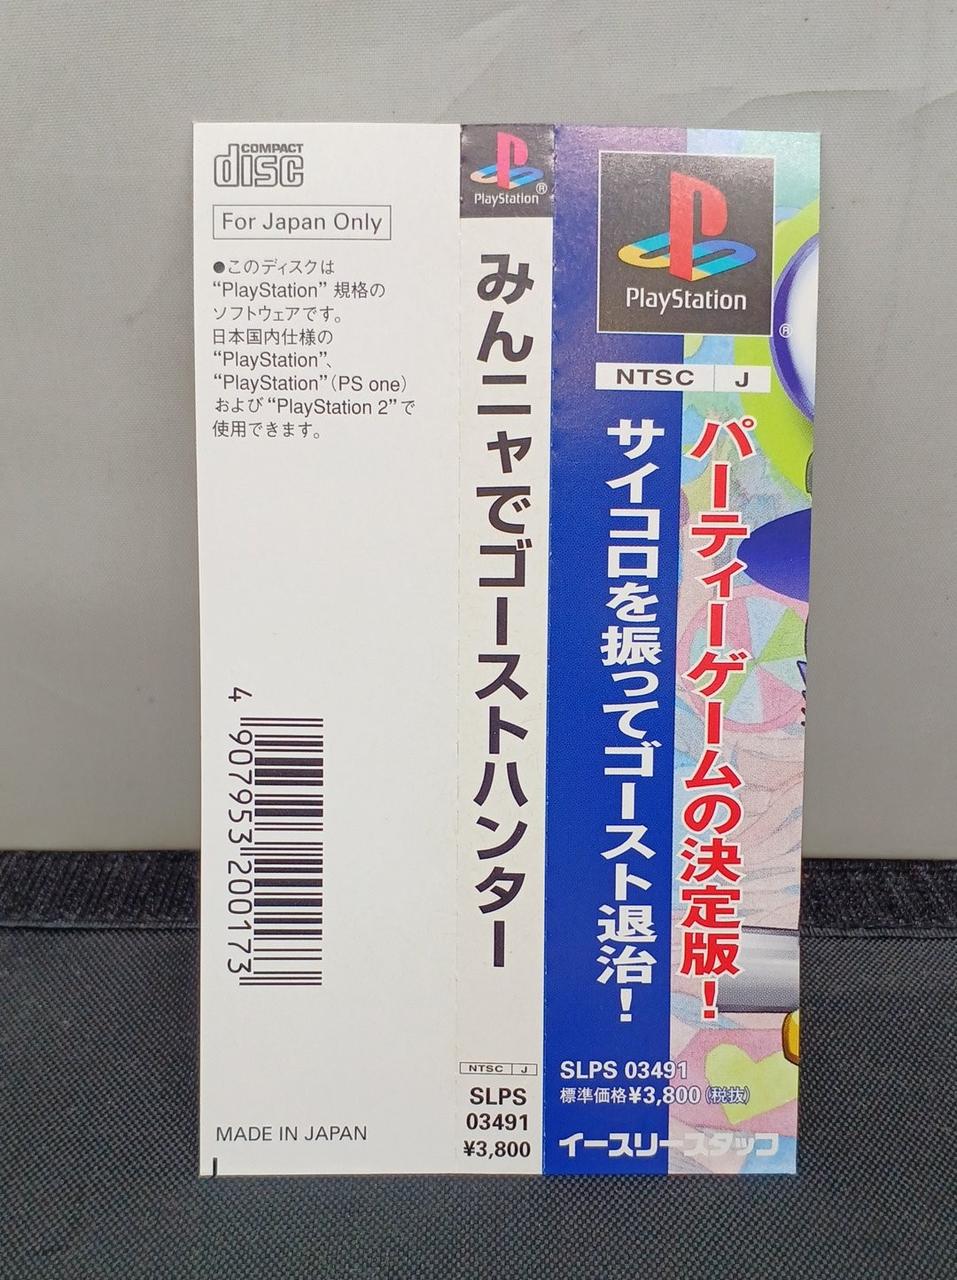 COMPACT
disc
For Japan Only
●このディスクは
“PlayStation” 規格の
ソフトウェアです。
日本国内仕様の
“PlayStation”、
“PlayStation”（PS one）
および“PlayStation 2”で
使用できます。
4 907953 200173
MADE IN JAPAN
PlayStation
®
みんニャでゴーストハンター
NTSC J
SLPS
03491
¥3,800
PlayStation
®
NTSC J
パーティーゲームの決定版！
サイコロを振ってゴースト退治！
SLPS 03491
標準価格¥3,800（税抜）
イースリースタッフ